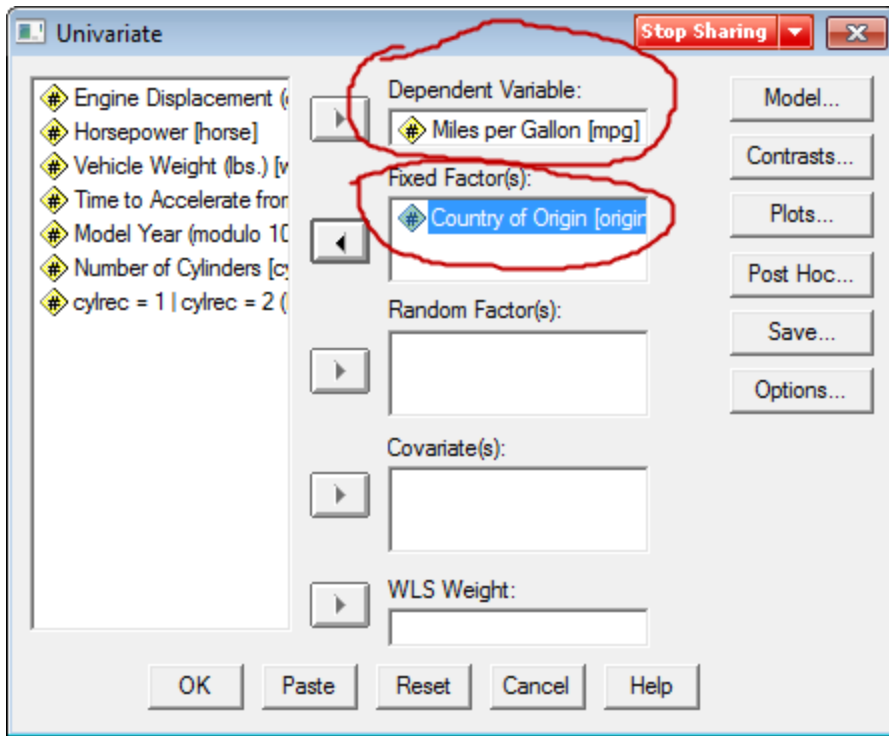 Univariate
Stop Sharing
Engine Displacement (
Horsepower [horse]
Vehicle Weight (lbs.) [w
Time to Accelerate from
Model Year (modulo 10
Number of Cylinders [cy
cylrec = 1 | cylrec = 2 (
Dependent Variable:
Miles per Gallon [mpg]
Fixed Factor(s):
Country of Origin [origin
Random Factor(s):
Covariate(s):
WLS Weight:
Model...
Contrasts...
Plots...
Post Hoc...
Save...
Options...
OK
Paste
Reset
Cancel
Help